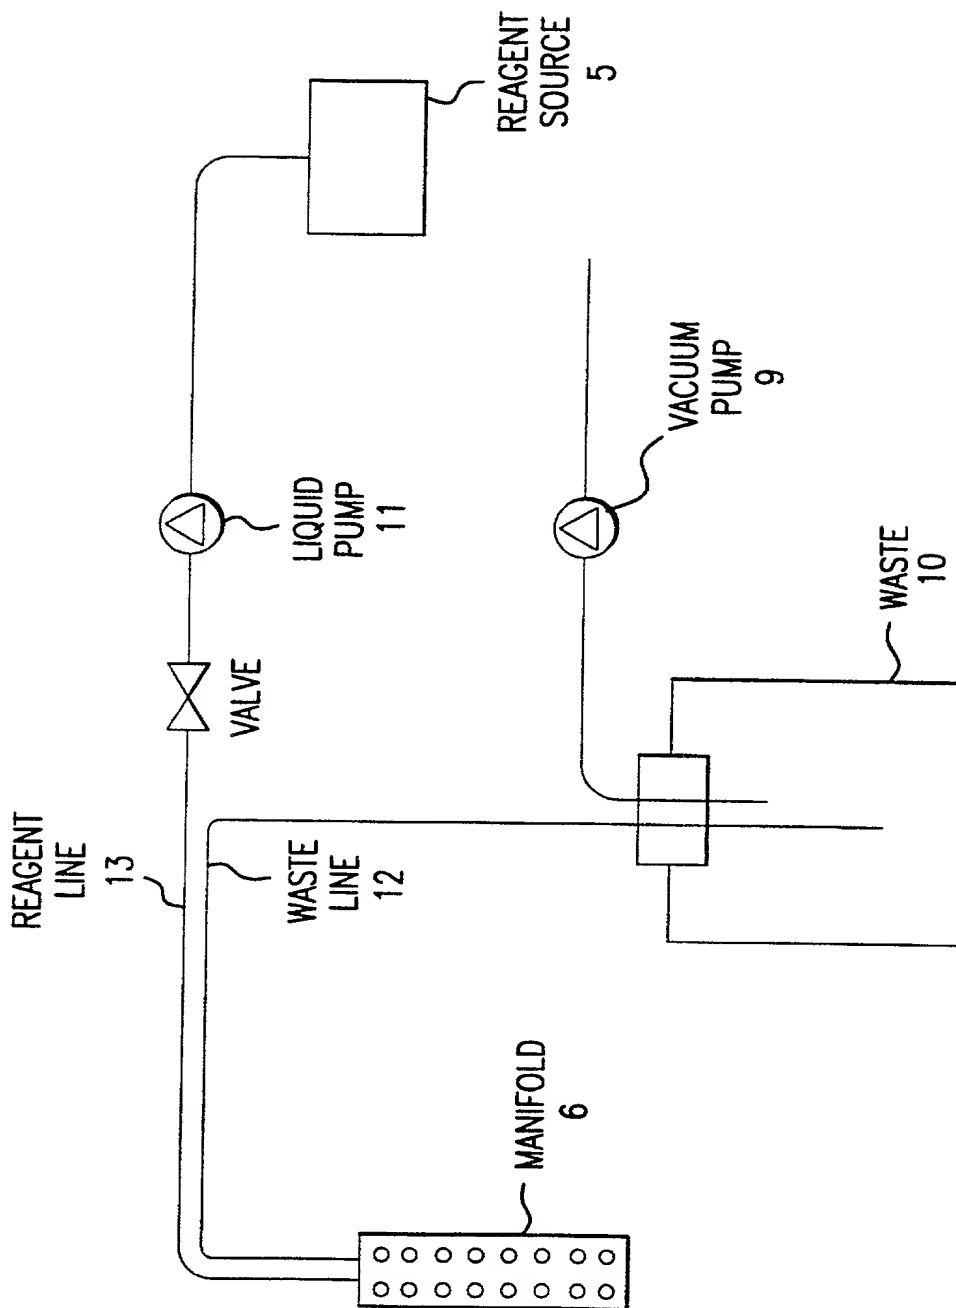 REAGENT
LINE
13
WASTE
LINE
12
VALVE
LIQUID
PUMP
11
REAGENT
SOURCE
5
MANIFOLD
6
VACUUM
PUMP
9
WASTE
10